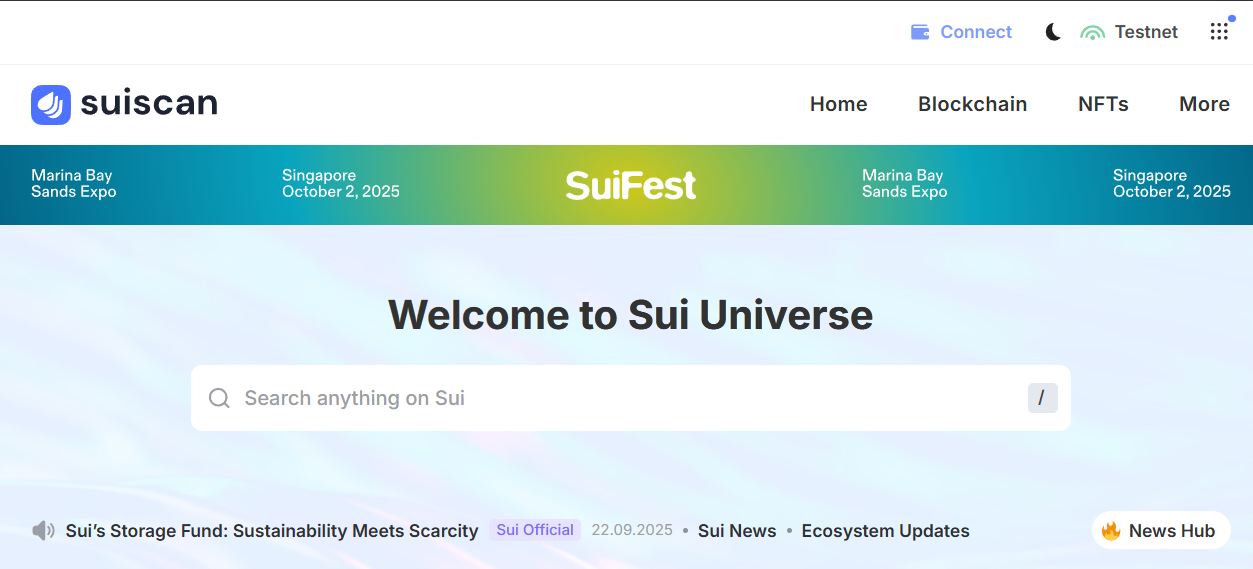 Connect
Testnet
suiscan
Home
Blockchain
NFTs
More
Marina Bay
Sands Expo
Singapore
October 2, 2025
SuiFest
Marina Bay
Sands Expo
Singapore
October 2, 2025
Welcome to Sui Universe
Search anything on Sui
/
Sui’s Storage Fund: Sustainability Meets Scarcity Sui Official 22.09.2025 • Sui News • Ecosystem Updates
News Hub